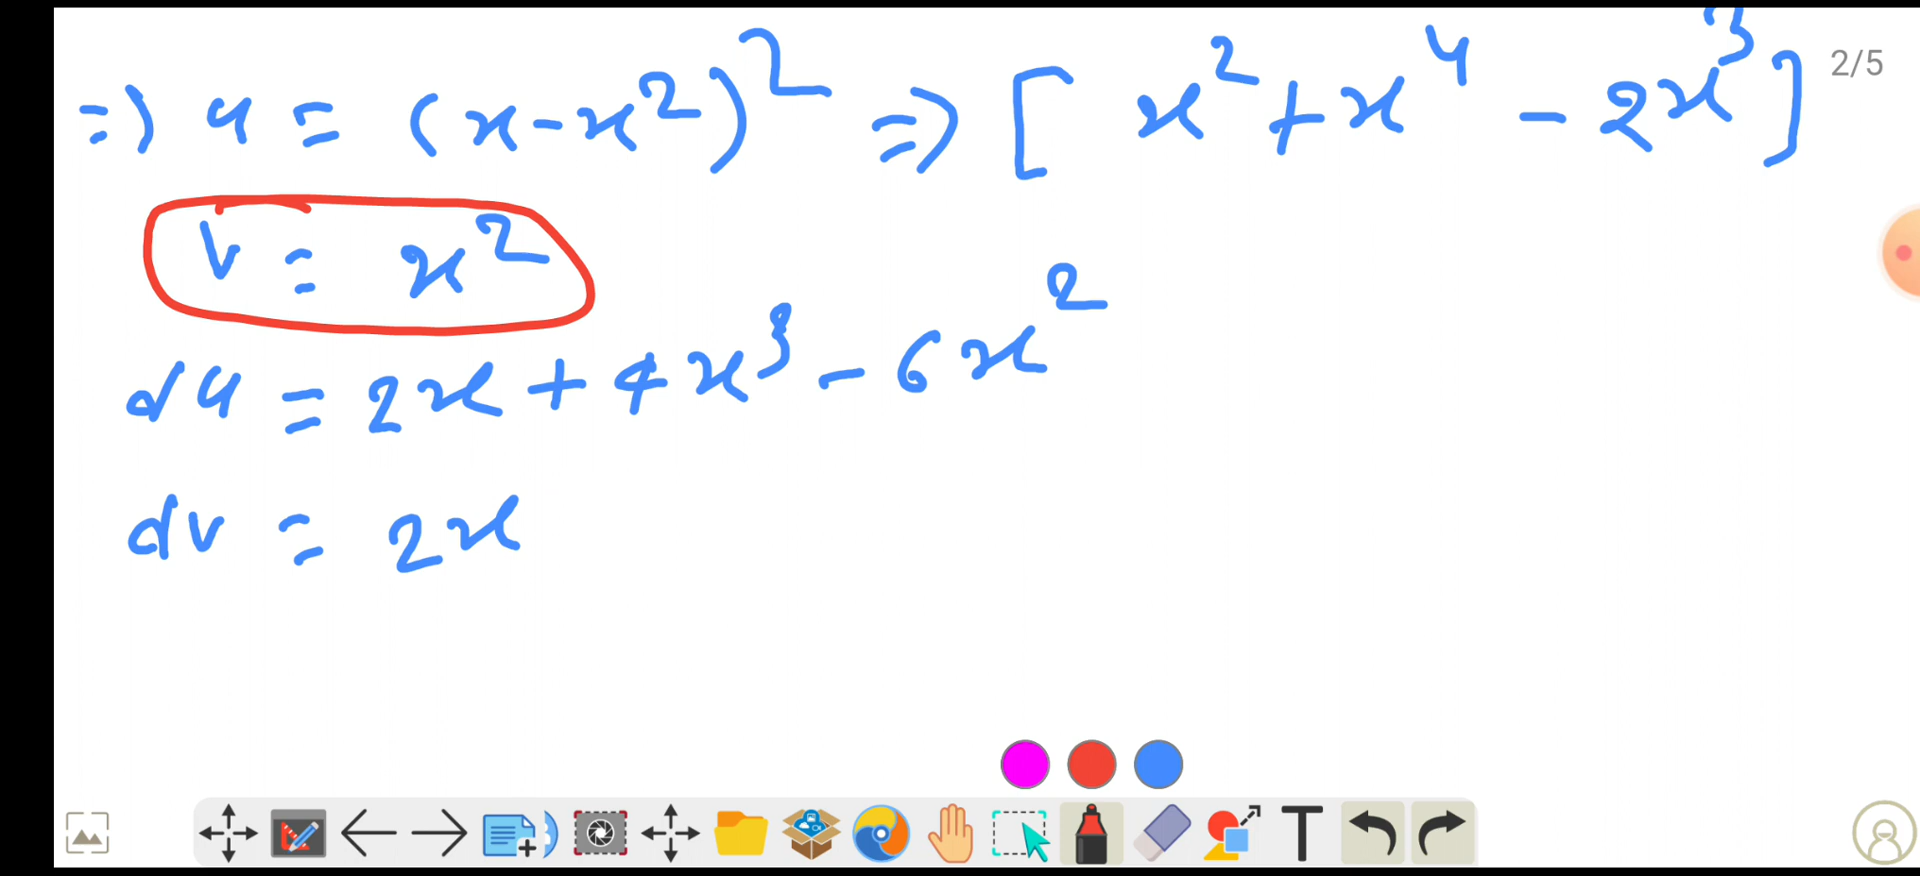 =) u = (x-x²)² =) [x²+x⁴-2x³]
2/5
v = x²
du = 2x+4x³-6x²
dv = 2x
T